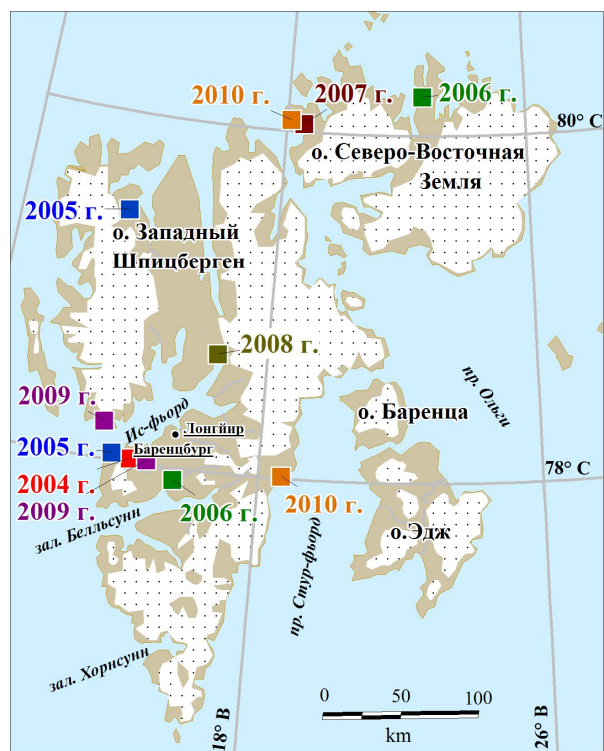 2010 г.
2007 г.
2006 г.
80° С
о. Северо-Восточная
Земля
2005 г.
о. Западный
Шпицберген
2008 г.
пр. Ольги
2009 г.
Ис-фьорд
о. Баренца
Лонгйир
2005 г.
Баренцбург
2004 г.
78° С
2009 г.
2006 г.
2010 г.
зал. Белльсунн
о.Эдж
пр. Стур-фьорд
зал. Хорнсунн
0 50 100
km
18° В
26° В